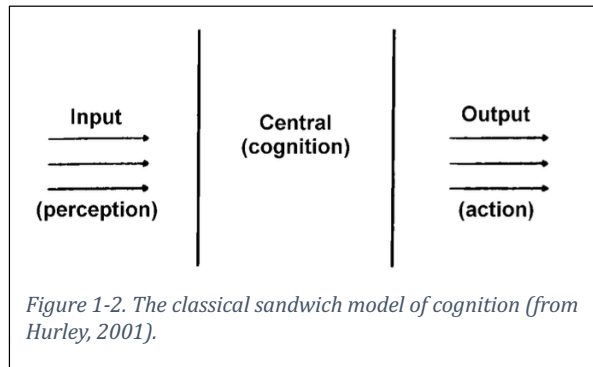 Input
(perception)
Central
(cognition)
Output
(action)
Figure 1-2. The classical sandwich model of cognition (from
Hurley, 2001).